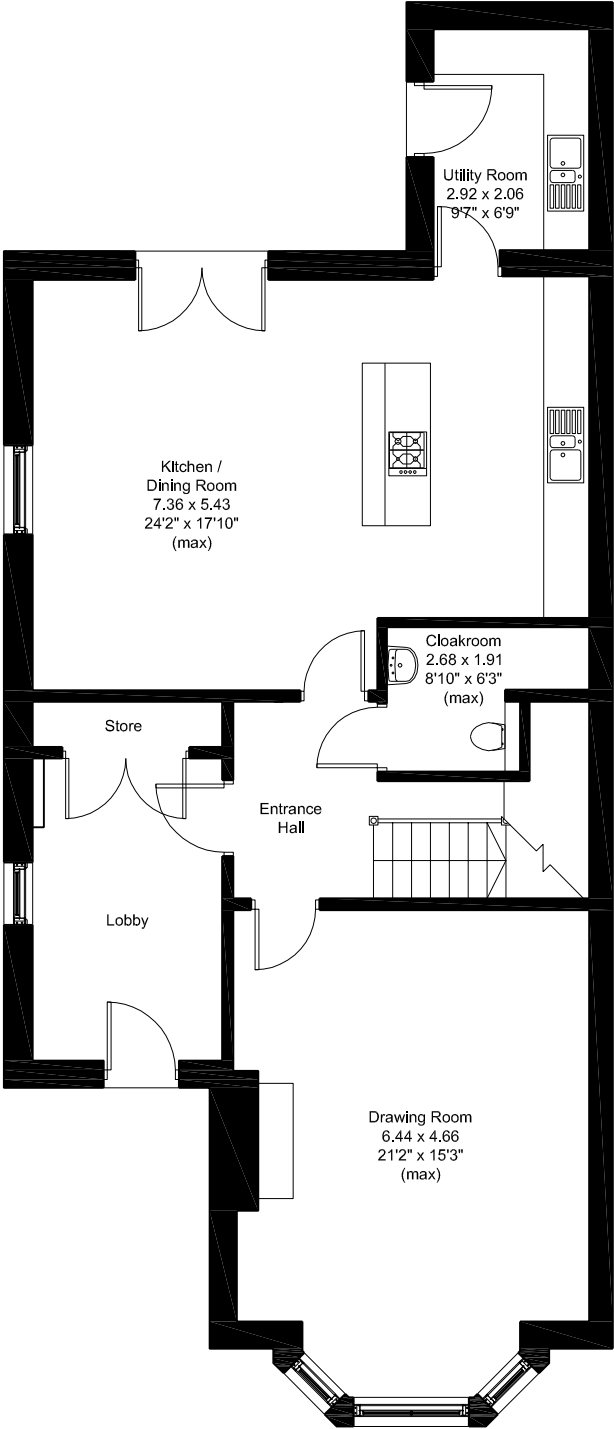 Utility Room
2.92 x 2.06
9'7" x 6'9"
Kitchen /
Dining Room
7.36 x 5.43
24'2" x 17'10"
(max)
Cloakroom
2.68 x 1.91
8'10" x 6'3"
(max)
Store
Entrance
Hall
Lobby
Drawing Room
6.44 x 4.66
21'2" x 15'3"
(max)